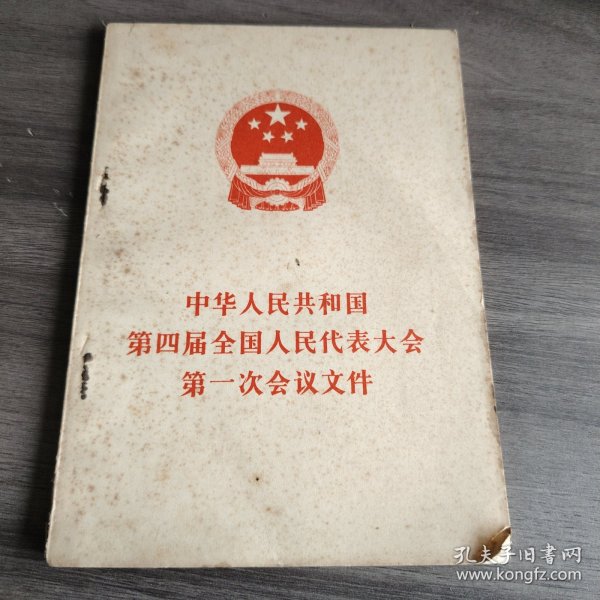 中华人民共和国
第四届全国人民代表大会
第一次会议文件
孔夫子旧书网
www.kongfz.com